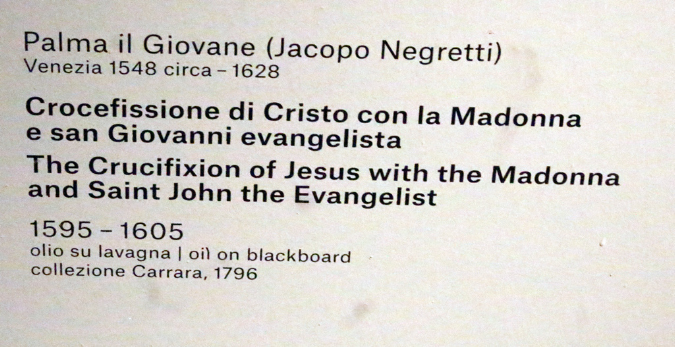 Palma il Giovane (Jacopo Negretti)
Venezia 1548 circa – 1628
Crocefissione di Cristo con la Madonna
e san Giovanni evangelista
The Crucifixion of Jesus with the Madonna
and Saint John the Evangelist
1595 – 1605
olio su lavagna | oil on blackboard
collezione Carrara, 1796